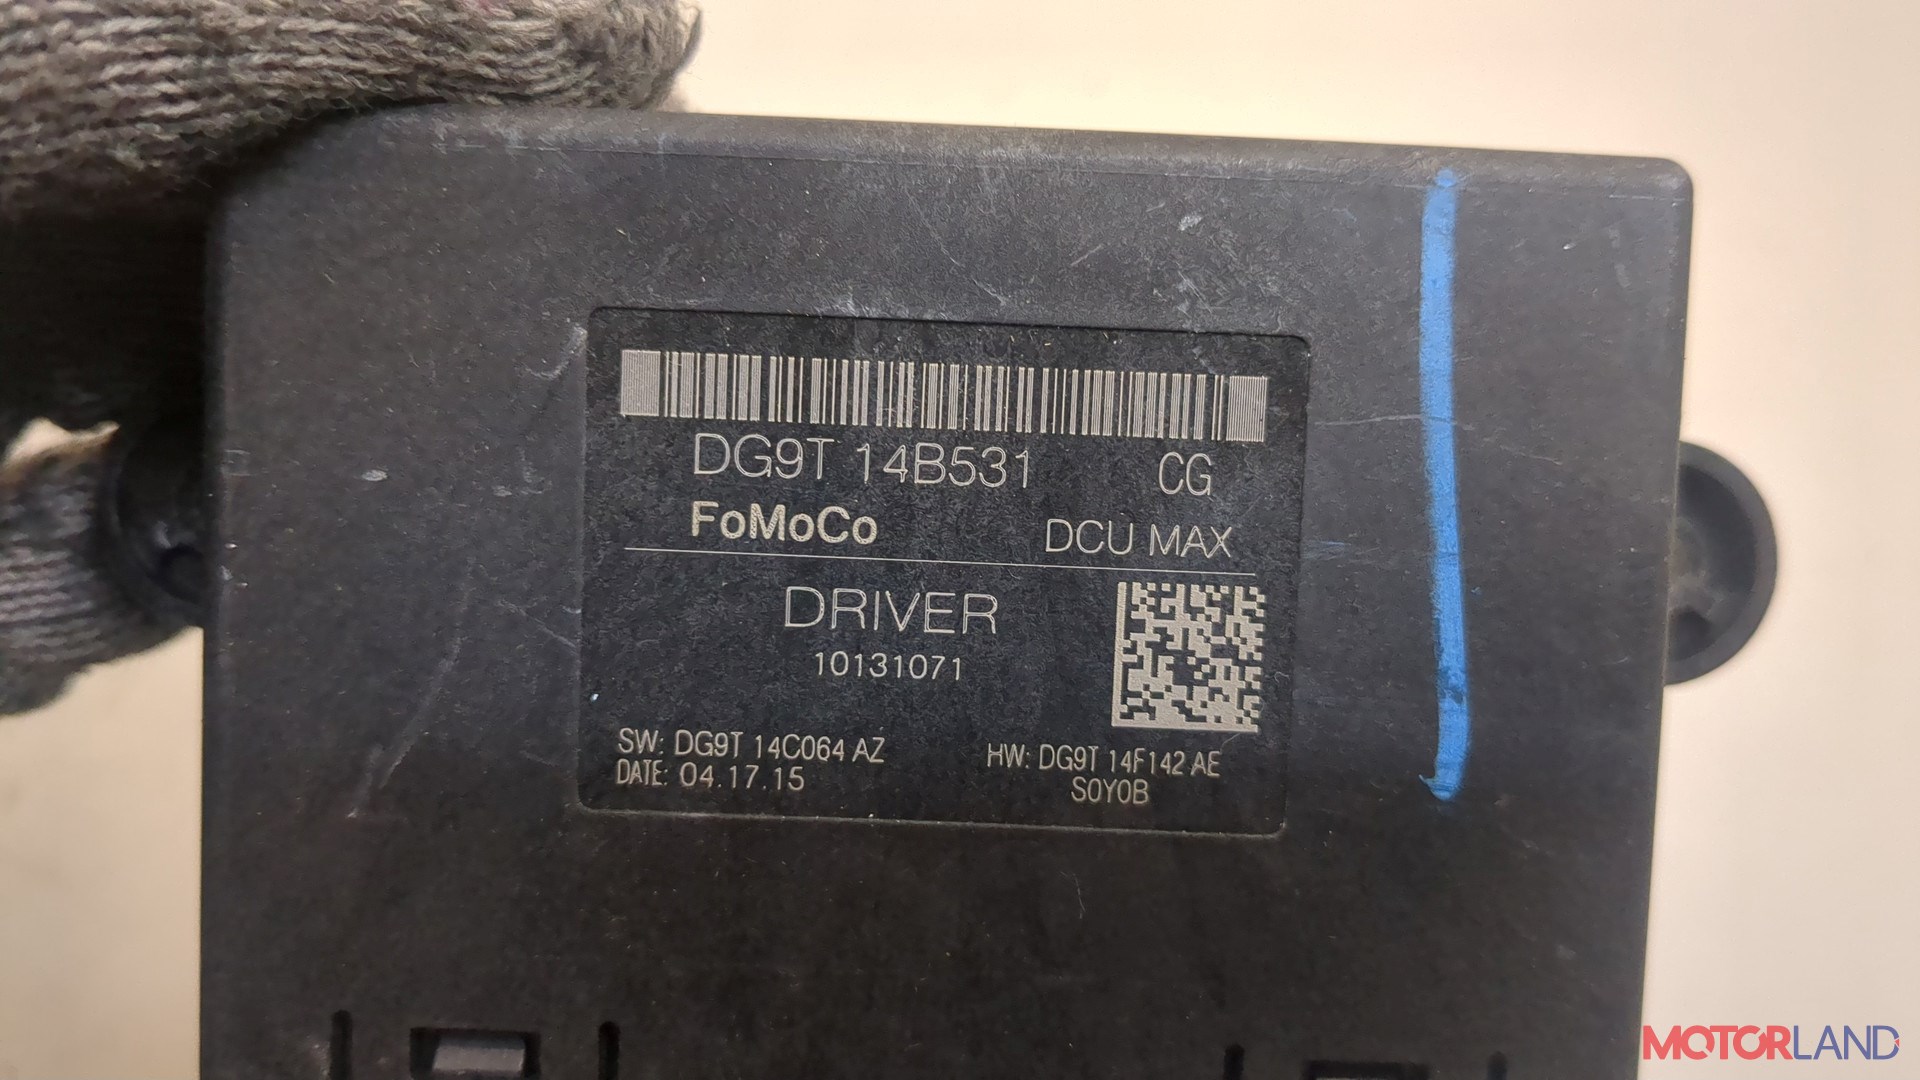 DG9T 14B531 CG
FoMoCo DCU MAX
DRIVER
10131071
SW: DG9T 14C064 AZ HW: DG9T 14F142 AE
DATE: 04.17.15 S0Y0B
MOTORLAND